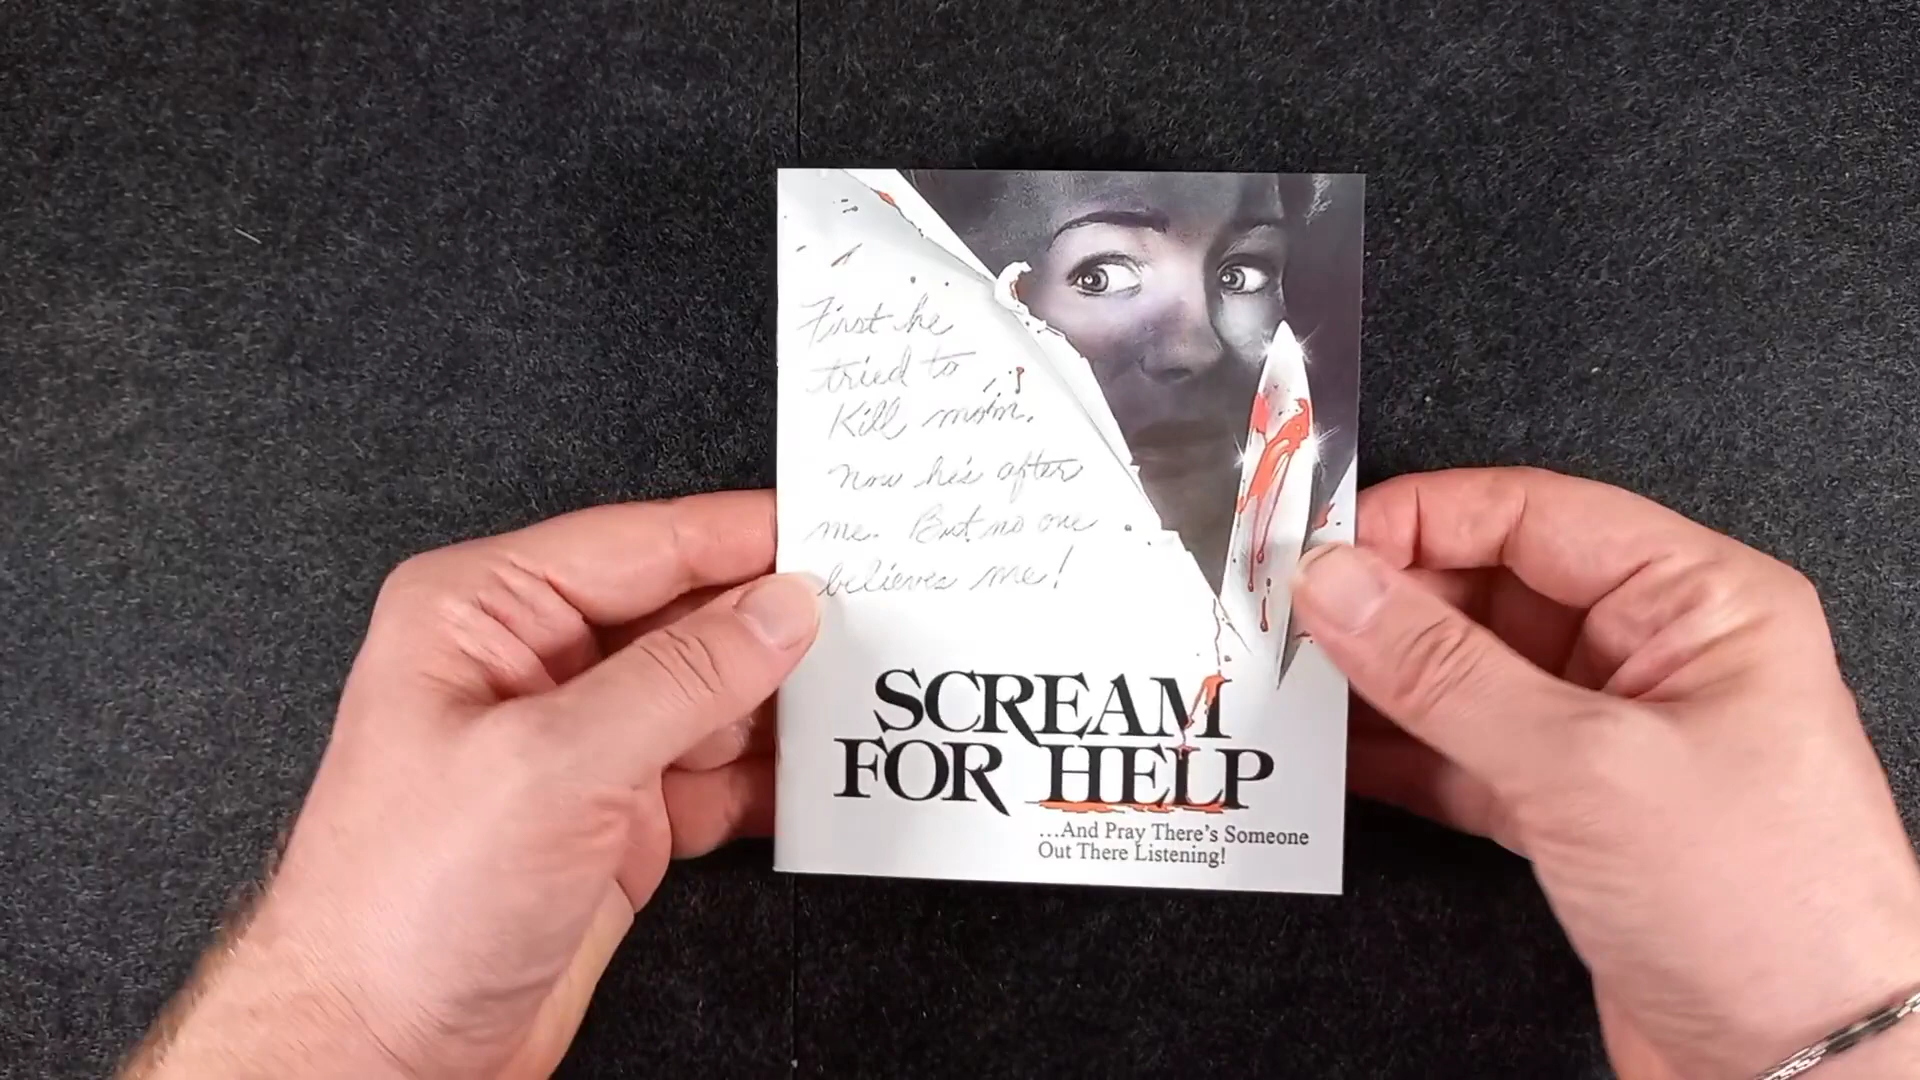 First he
tried to
Kill mom.
Now he's after
me. But no one
believes me!
SCREAM
FOR HELP
...And Pray There's Someone
Out There Listening!